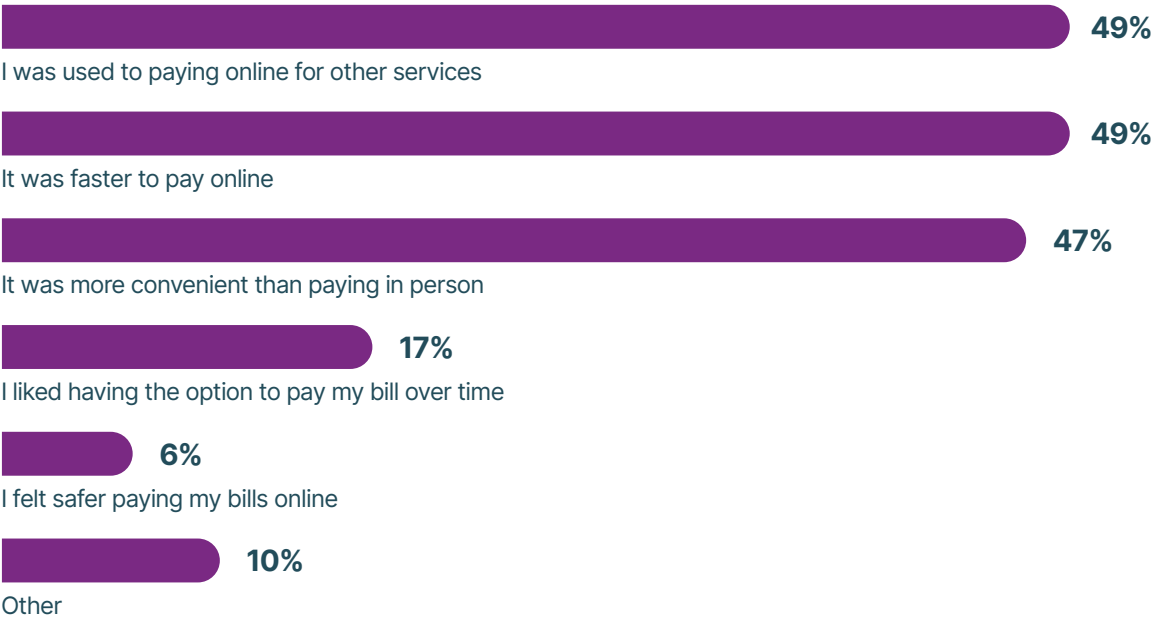 49%
I was used to paying online for other services
49%
It was faster to pay online
47%
It was more convenient than paying in person
17%
I liked having the option to pay my bill over time
6%
I felt safer paying my bills online
10%
Other